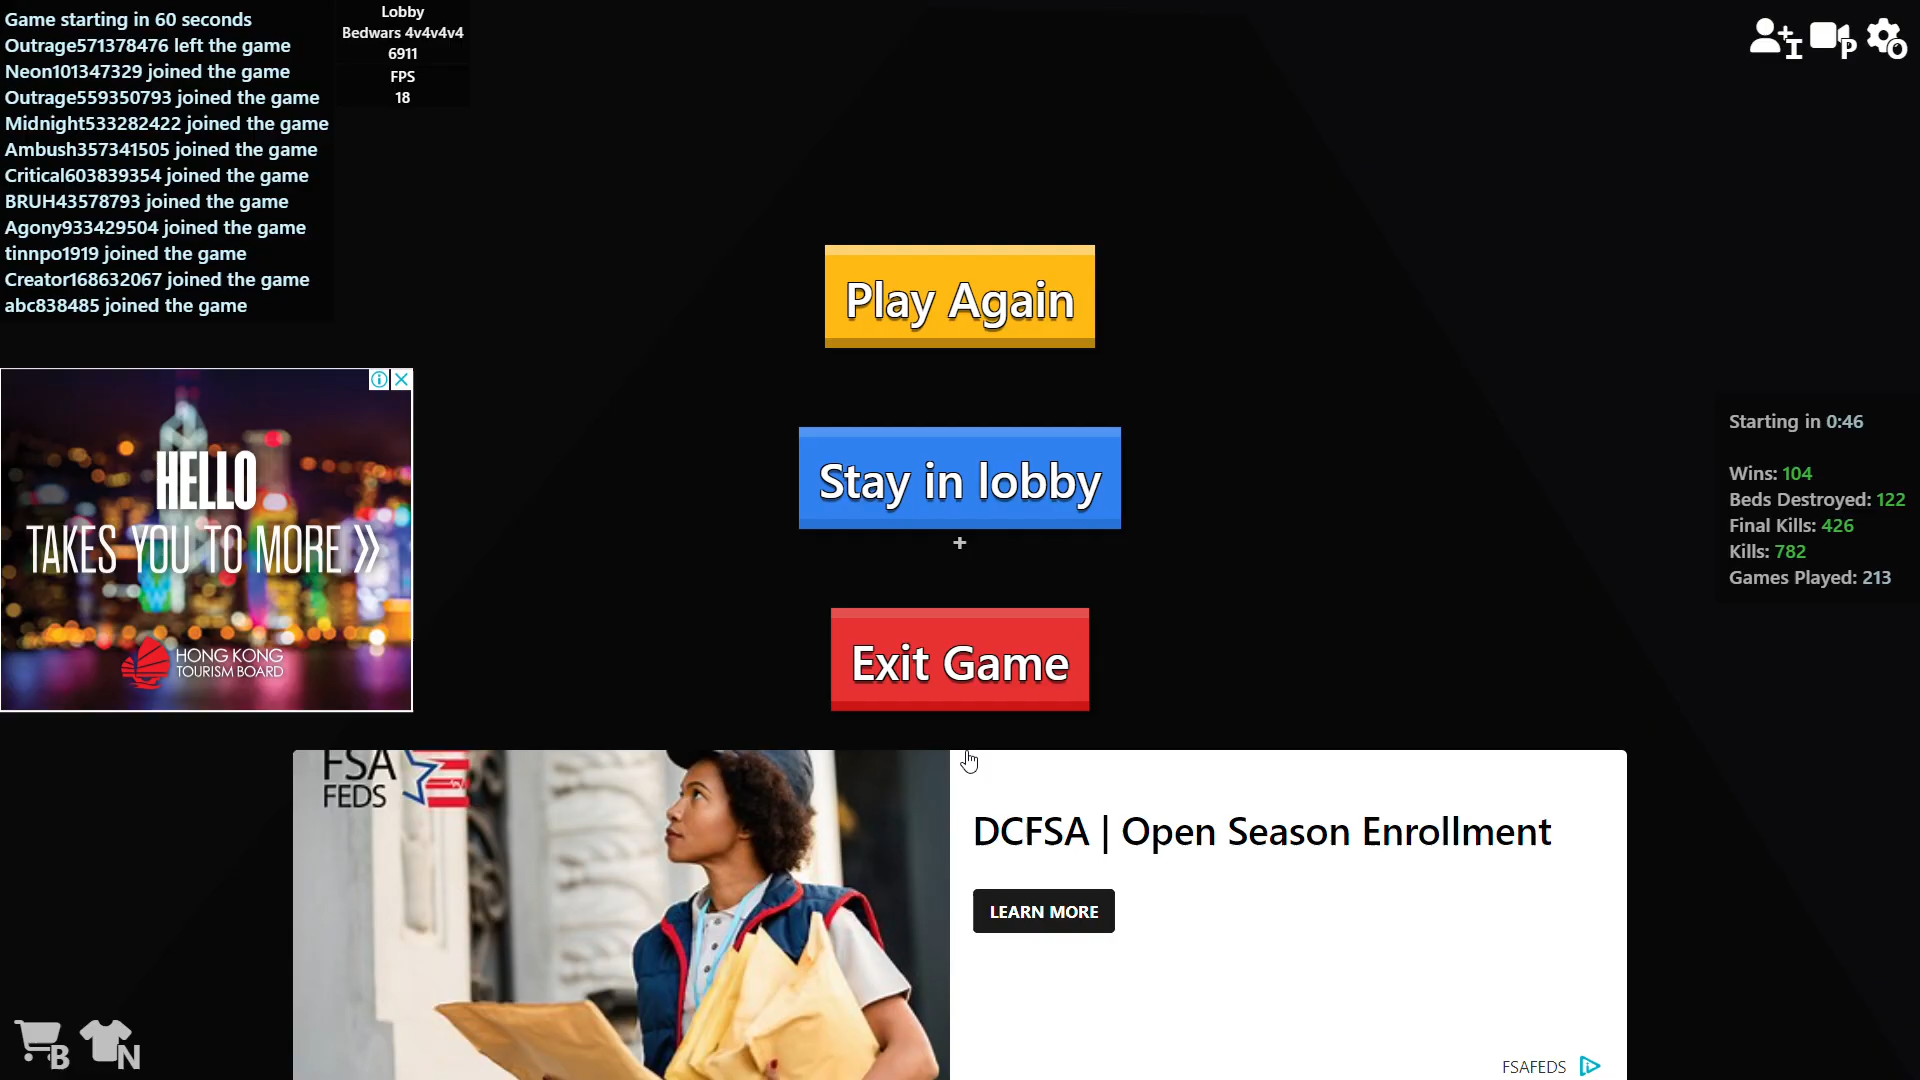 Game starting in 60 seconds
Outrage571378476 left the game
Neon101347329 joined the game
Outrage559350793 joined the game
Midnight533282422 joined the game
Ambush357341505 joined the game
Critical603839354 joined the game
BRUH43578793 joined the game
Agony933429504 joined the game
tinnpo1919 joined the game
Creator168632067 joined the game
abc838485 joined the game
Lobby
Bedwars 4v4v4v4
6911
FPS
18
I
P
O
Play Again
Stay in lobby
+
Exit Game
HELLO
TAKES YOU TO MORE »
HONG KONG
TOURISM BOARD
Starting in 0:46
Wins: 104
Beds Destroyed: 122
Final Kills: 426
Kills: 782
Games Played: 213
FSA
FEDS
DCFSA | Open Season Enrollment
LEARN MORE
FSAFEDS
B
N